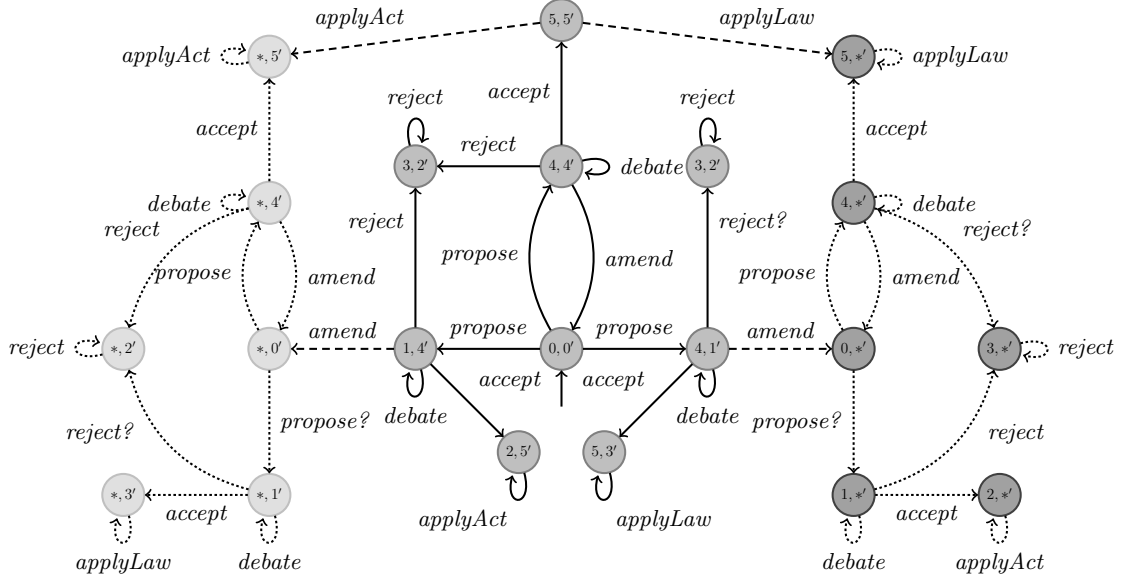 applyAct
5, 5′
applyLaw
applyAct
∗, 5′
5, ∗′
applyLaw
accept
reject
reject
accept
accept
reject
3, 2′
4, 4′
debate
3, 2′
debate
∗, 4′
4, ∗′
debate
reject
reject
reject?
reject?
propose
amend
propose
amend
propose
amend
reject
∗, 2′
∗, 0′
amend
1, 4′
propose
0, 0′
propose
4, 1′
amend
0, ∗′
3, ∗′
reject
accept
accept
debate
debate
reject?
propose?
propose?
reject
2, 5′
5, 3′
∗, 3′
accept
∗, 1′
1, ∗′
accept
2, ∗′
applyAct
applyLaw
applyLaw
debate
debate
applyAct